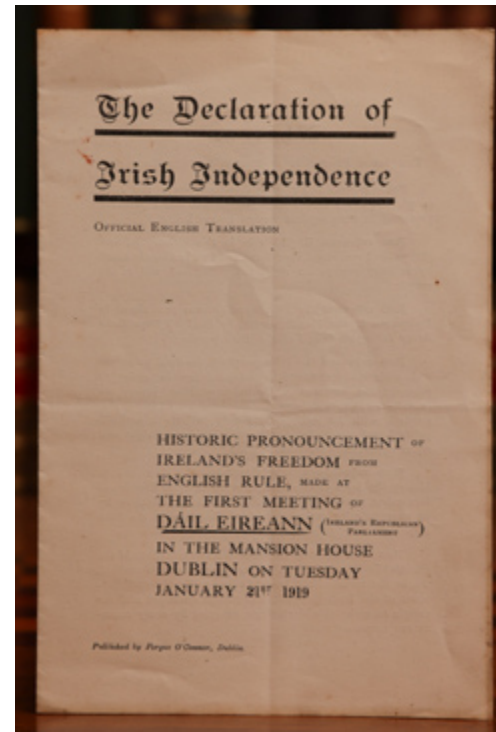 The Declaration of
Irish Independence
OFFICIAL ENGLISH TRANSLATION
HISTORIC PRONOUNCEMENT OF
IRELAND'S FREEDOM FROM
ENGLISH RULE, MADE AT
THE FIRST MEETING OF
DÁIL EIREANN (IRELAND'S REPUBLICAN PARLIAMENT)
IN THE MANSION HOUSE
DUBLIN ON TUESDAY
JANUARY 21ST 1919
Published by Fergus O'Connor, Dublin.